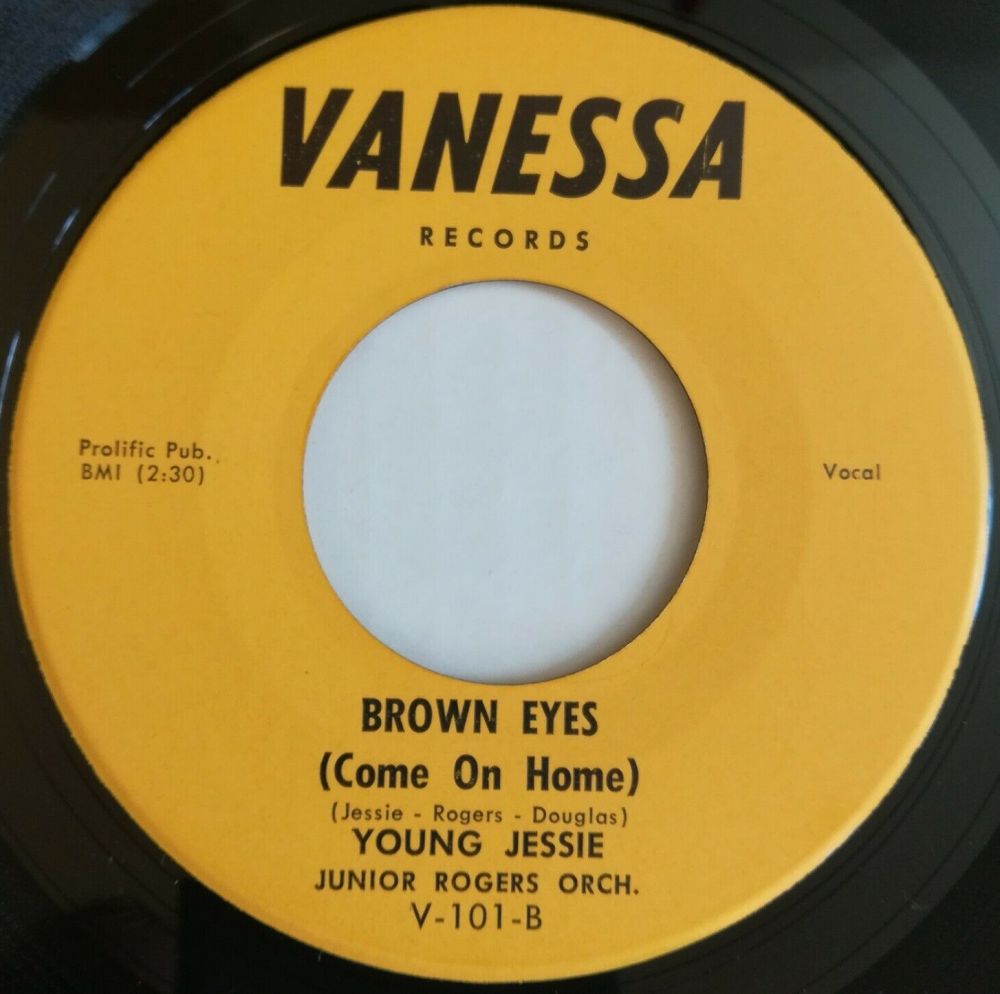 VANESSA
RECORDS
Prolific Pub.
BMI (2:30)
Vocal
BROWN EYES
(Come On Home)
(Jessie - Rogers - Douglas)
YOUNG JESSIE
JUNIOR ROGERS ORCH.
V-101-B